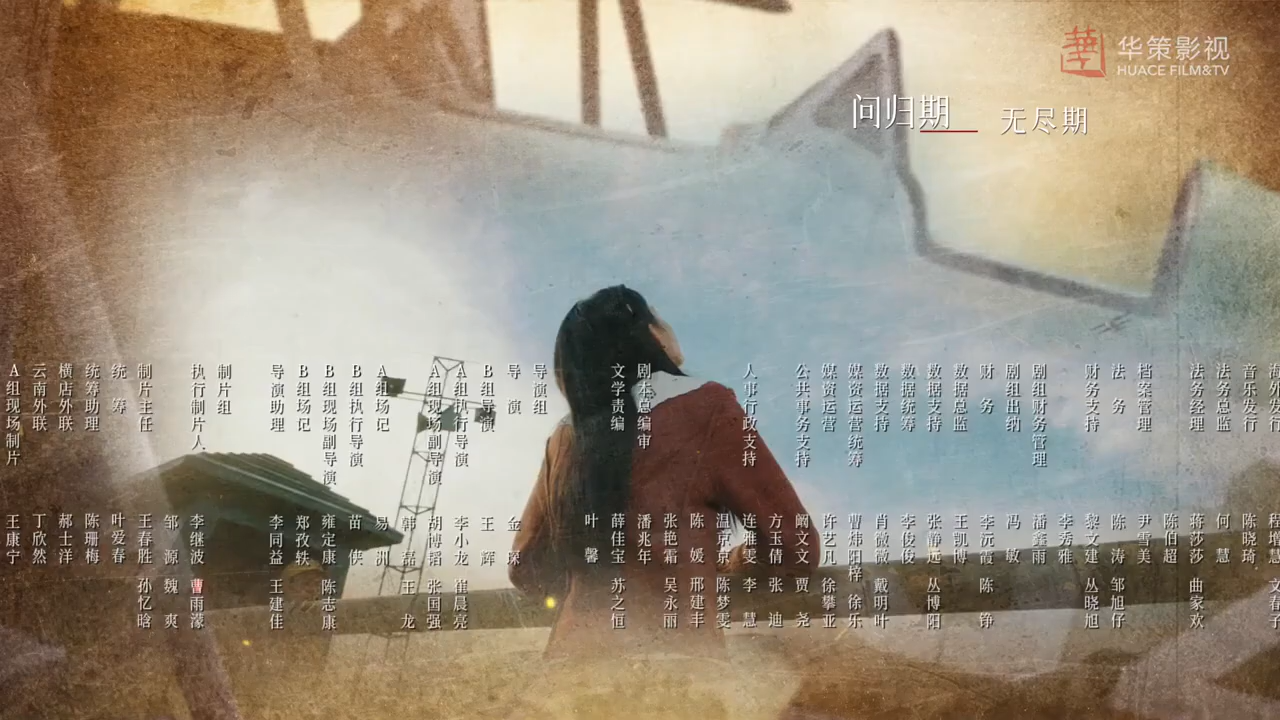 華
华策影视
HUACE FILM&TV
问归期 无尽期
音乐发行 陈晓琦
法务总监 何慧
法务经理 蒋莎莎 曲家欢
陈伯超
档案管理 尹雪美
法务 陈涛 邹旭仔
财务支持 黎文建 丛晓旭
李秀雅
剧组财务管理 潘鑫雨
剧组出纳 冯敏
财务 李沅霞 陈铮
数据总监 王凯博
数据支持 张静远 丛博阳
数据统筹 李俊俊
数据支持 肖微微 戴明叶
媒资运营统筹 曹炜阳梓 徐乐
媒资运营 许艺凡 徐攀亚
公共事务支持 阚文文 贾尧
方玉倩 张迪
人事行政支持 连雅雯 李慧
温京京 陈梦雯
陈媛 邢建丰
张艳霜 吴永丽
剧本总编审 潘兆年
文学责编 薛佳宝 苏之恒
叶馨
导演组
导演 金琛
B组导演 王辉
A组执行导演 李小龙 崔晨亮
A组现场副导演 胡博韬 张国强
韩磊 王龙
A组场记 易洲
B组执行导演 苗侠
B组现场副导演 雍定康 陈志康
B组场记 郑孜轶
导演助理 李同益 王建佳
制片组
执行制片人 李继波 曹雨濛
邹源 魏爽
制片主任 王春胜 孙忆晗
统筹 叶爱春
统筹助理 陈珊梅
横店外联 郝士洋
云南外联 丁欣然
A组现场制片 王康宁